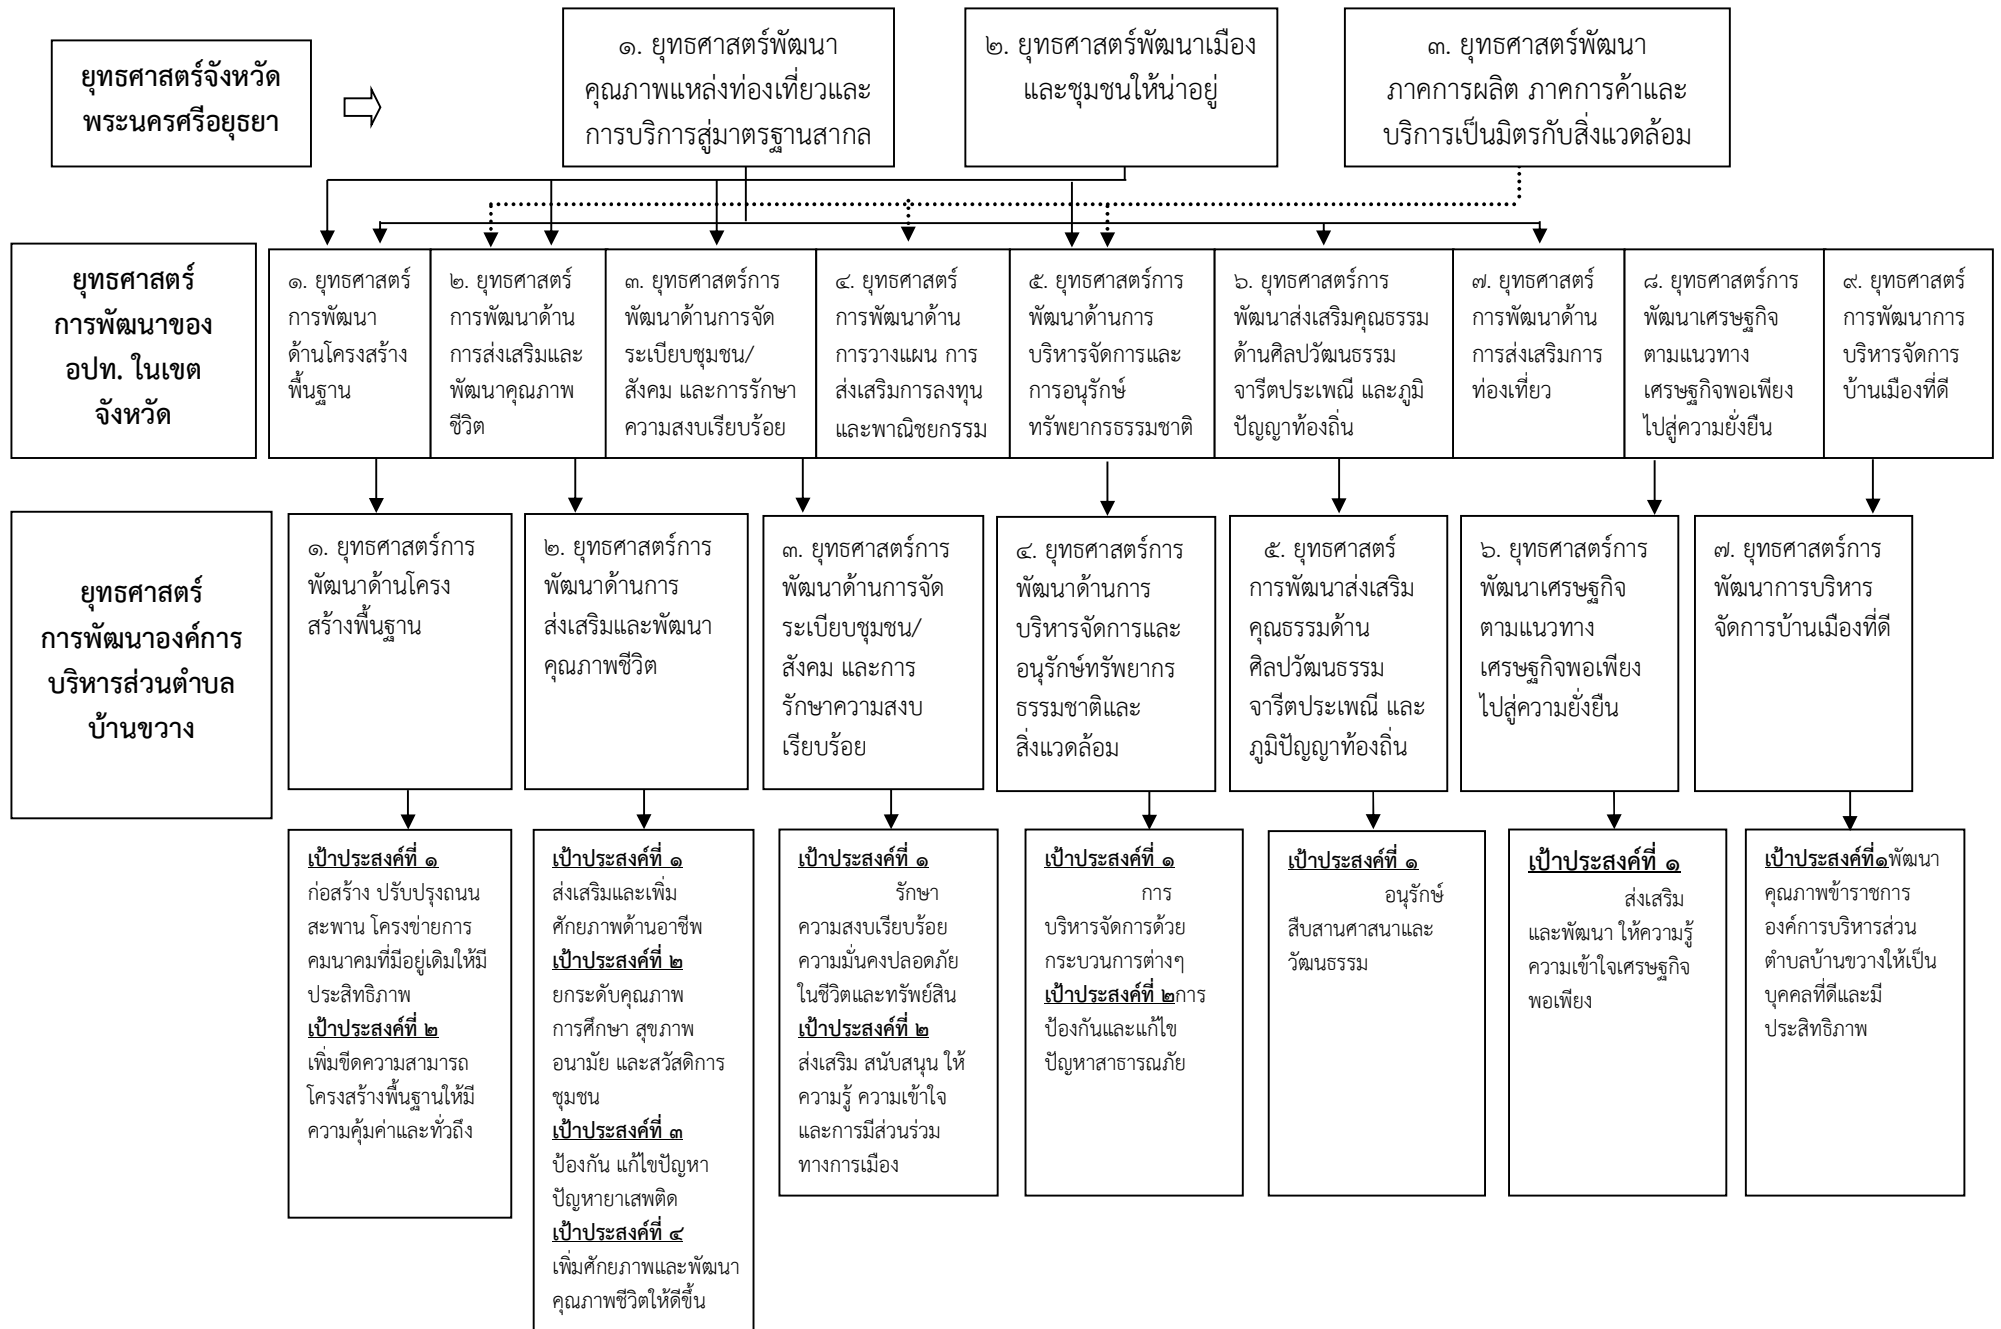 ยุทธศาสตร์จังหวัด
พระนครศรีอยุธยา
๑. ยุทธศาสตร์พัฒนา
คุณภาพแหล่งท่องเที่ยวและ
การบริการสู่มาตรฐานสากล
๒. ยุทธศาสตร์พัฒนาเมือง
และชุมชนให้น่าอยู่
๓. ยุทธศาสตร์พัฒนา
ภาคการผลิต ภาคการค้าและ
บริการเป็นมิตรกับสิ่งแวดล้อม
ยุทธศาสตร์
การพัฒนาของ
อปท. ในเขต
จังหวัด
๑. ยุทธศาสตร์
การพัฒนา
ด้านโครงสร้าง
พื้นฐาน
๒. ยุทธศาสตร์
การพัฒนาด้าน
การส่งเสริมและ
พัฒนาคุณภาพ
ชีวิต
๓. ยุทธศาสตร์การ
พัฒนาด้านการจัด
ระเบียบชุมชน/
สังคม และการรักษา
ความสงบเรียบร้อย
๔. ยุทธศาสตร์
การพัฒนาด้าน
การวางแผน การ
ส่งเสริมการลงทุน
และพาณิชยกรรม
๕. ยุทธศาสตร์การ
พัฒนาด้านการ
บริหารจัดการและ
การอนุรักษ์
ทรัพยากรธรรมชาติ
๖. ยุทธศาสตร์การ
พัฒนาส่งเสริมคุณธรรม
ด้านศิลปวัฒนธรรม
จารีตประเพณี และภูมิ
ปัญญาท้องถิ่น
๗. ยุทธศาสตร์
การพัฒนาด้าน
การส่งเสริมการ
ท่องเที่ยว
๘. ยุทธศาสตร์การ
พัฒนาเศรษฐกิจ
ตามแนวทาง
เศรษฐกิจพอเพียง
ไปสู่ความยั่งยืน
๙. ยุทธศาสตร์
การพัฒนาการ
บริหารจัดการ
บ้านเมืองที่ดี
ยุทธศาสตร์
การพัฒนาองค์การ
บริหารส่วนตำบล
บ้านขวาง
๑. ยุทธศาสตร์การ
พัฒนาด้านโครง
สร้างพื้นฐาน
๒. ยุทธศาสตร์การ
พัฒนาด้านการ
ส่งเสริมและพัฒนา
คุณภาพชีวิต
๓. ยุทธศาสตร์การ
พัฒนาด้านการจัด
ระเบียบชุมชน/
สังคม และการ
รักษาความสงบ
เรียบร้อย
๔. ยุทธศาสตร์การ
พัฒนาด้านการ
บริหารจัดการและ
อนุรักษ์ทรัพยากร
ธรรมชาติและ
สิ่งแวดล้อม
๕. ยุทธศาสตร์
การพัฒนาส่งเสริม
คุณธรรมด้าน
ศิลปวัฒนธรรม
จารีตประเพณี และ
ภูมิปัญญาท้องถิ่น
๖. ยุทธศาสตร์การ
พัฒนาเศรษฐกิจ
ตามแนวทาง
เศรษฐกิจพอเพียง
ไปสู่ความยั่งยืน
๗. ยุทธศาสตร์การ
พัฒนาการบริหาร
จัดการบ้านเมืองที่ดี
เป้าประสงค์ที่ ๑
ก่อสร้าง ปรับปรุงถนน
สะพาน โครงข่ายการ
คมนาคมที่มีอยู่เดิมให้มี
ประสิทธิภาพ
เป้าประสงค์ที่ ๒
เพิ่มขีดความสามารถ
โครงสร้างพื้นฐานให้มี
ความคุ้มค่าและทั่วถึง
เป้าประสงค์ที่ ๑
ส่งเสริมและเพิ่ม
ศักยภาพด้านอาชีพ
เป้าประสงค์ที่ ๒
ยกระดับคุณภาพ
การศึกษา สุขภาพ
อนามัย และสวัสดิการ
ชุมชน
เป้าประสงค์ที่ ๓
ป้องกัน แก้ไขปัญหา
ปัญหายาเสพติด
เป้าประสงค์ที่ ๔
เพิ่มศักยภาพและพัฒนา
คุณภาพชีวิตให้ดีขึ้น
เป้าประสงค์ที่ ๑
รักษา
ความสงบเรียบร้อย
ความมั่นคงปลอดภัย
ในชีวิตและทรัพย์สิน
เป้าประสงค์ที่ ๒
ส่งเสริม สนับสนุน ให้
ความรู้ ความเข้าใจ
และการมีส่วนร่วม
ทางการเมือง
เป้าประสงค์ที่ ๑
การ
บริหารจัดการด้วย
กระบวนการต่างๆ
เป้าประสงค์ที่ ๒การ
ป้องกันและแก้ไข
ปัญหาสาธารณภัย
เป้าประสงค์ที่ ๑
อนุรักษ์
สืบสานศาสนาและ
วัฒนธรรม
เป้าประสงค์ที่ ๑
ส่งเสริม
และพัฒนา ให้ความรู้
ความเข้าใจเศรษฐกิจ
พอเพียง
เป้าประสงค์ที่๑พัฒนา
คุณภาพข้าราชการ
องค์การบริหารส่วน
ตำบลบ้านขวางให้เป็น
บุคคลที่ดีและมี
ประสิทธิภาพ